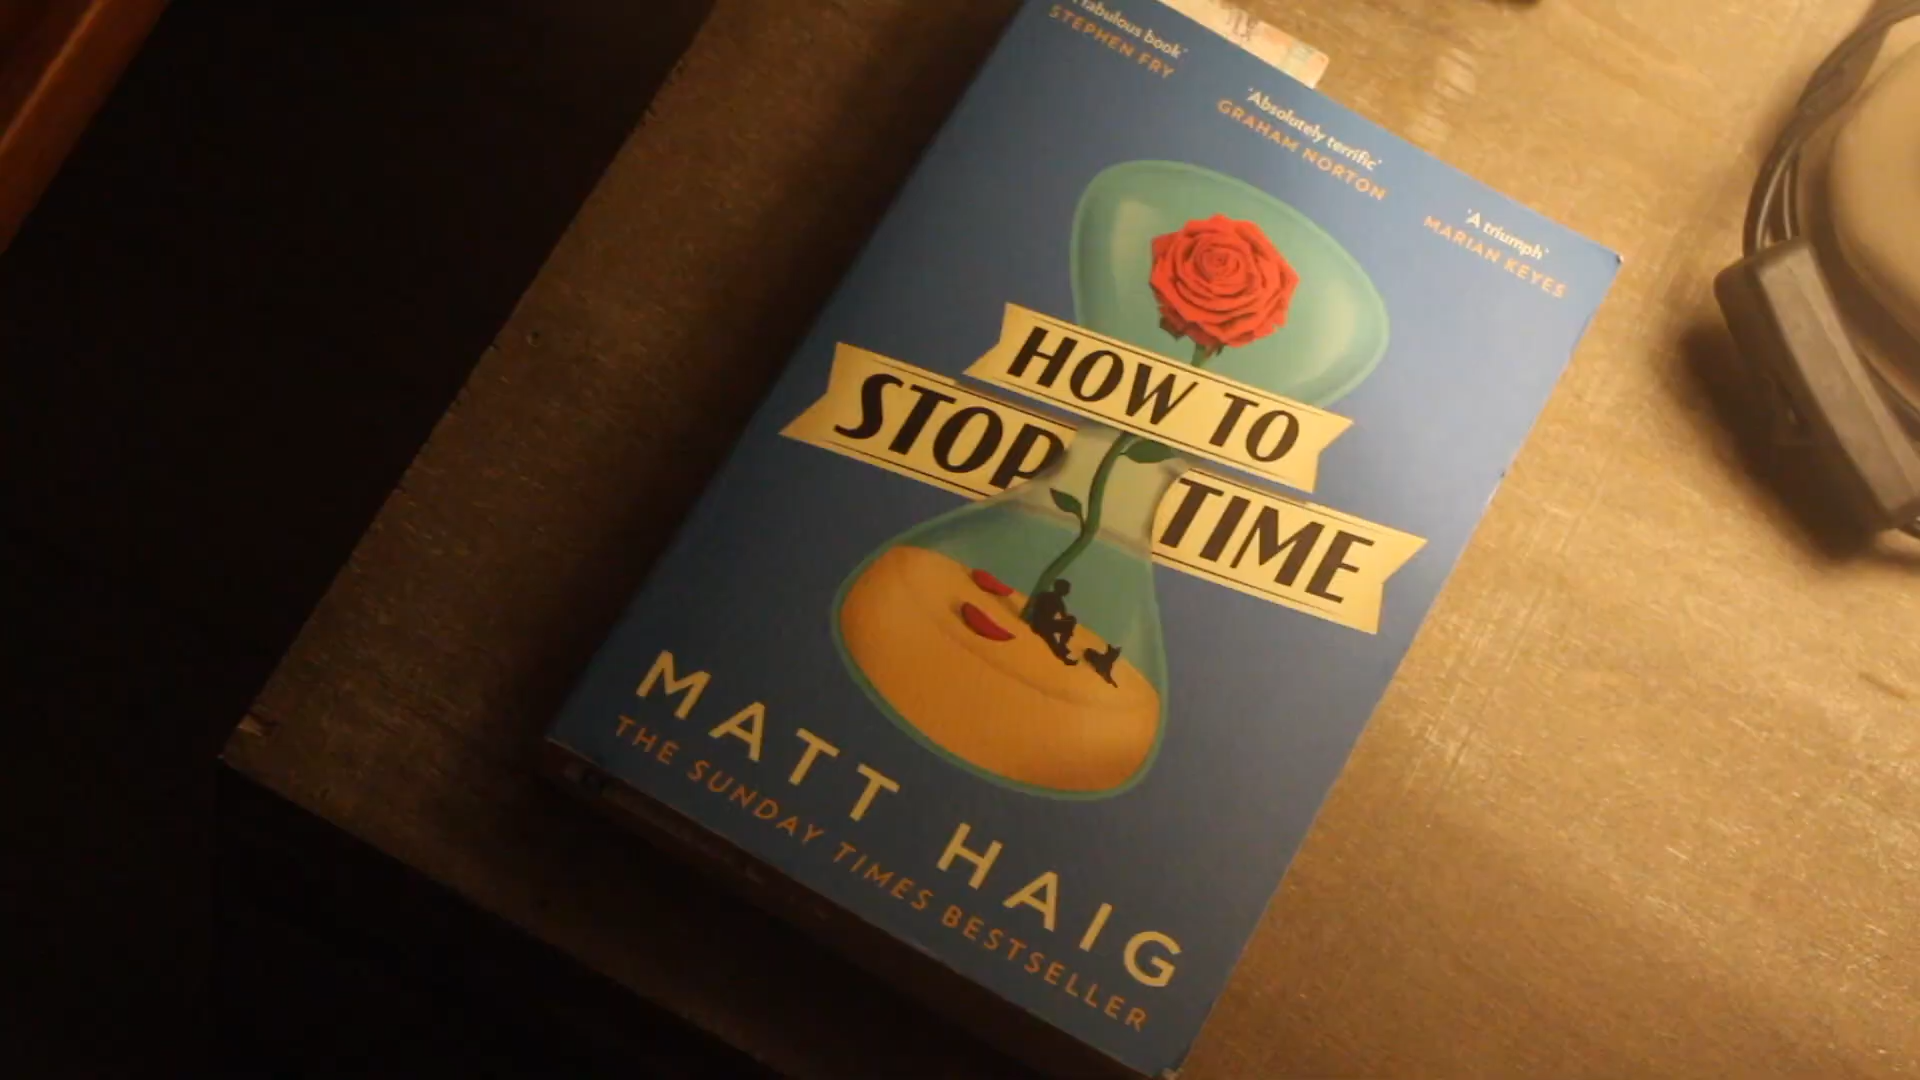 fabulous book'
STEPHEN FRY
'Absolutely terrific'
GRAHAM NORTON
'A triumph'
MARIAN KEYES
HOW TO
STOP TIME
MATT HAIG
THE SUNDAY TIMES BESTSELLER